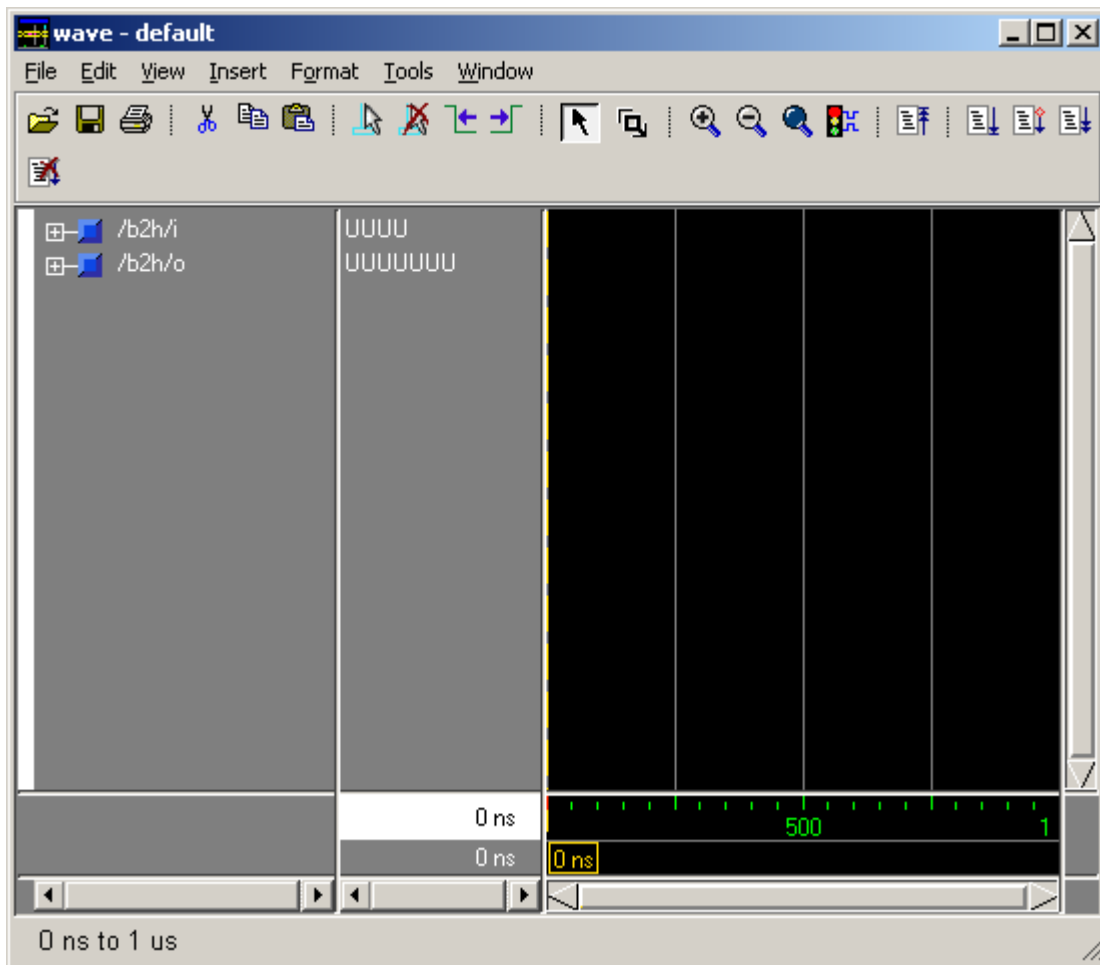 wave - default
File Edit View Insert Format Tools Window
/b2h/i UUUU
/b2h/o UUUUUUU
0 ns 500 1
0 ns 0 ns
0 ns to 1 us